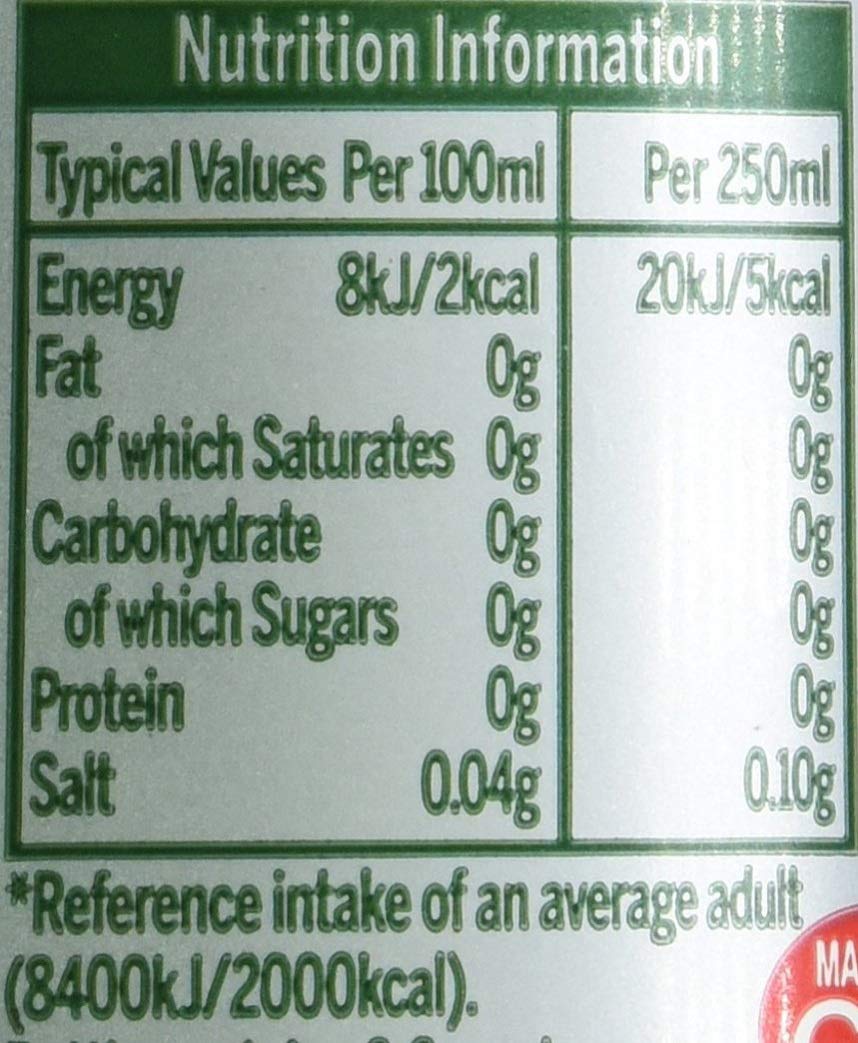 Nutrition Information
Typical Values Per 100ml Per 250ml
Energy 8kJ/2kcal 20kJ/5kcal
Fat 0g 0g
of which Saturates 0g 0g
Carbohydrate 0g 0g
of which Sugars 0g 0g
Protein 0g 0g
Salt 0.04g 0.10g
*Reference intake of an average adult
(8400kJ/2000kcal).
MA